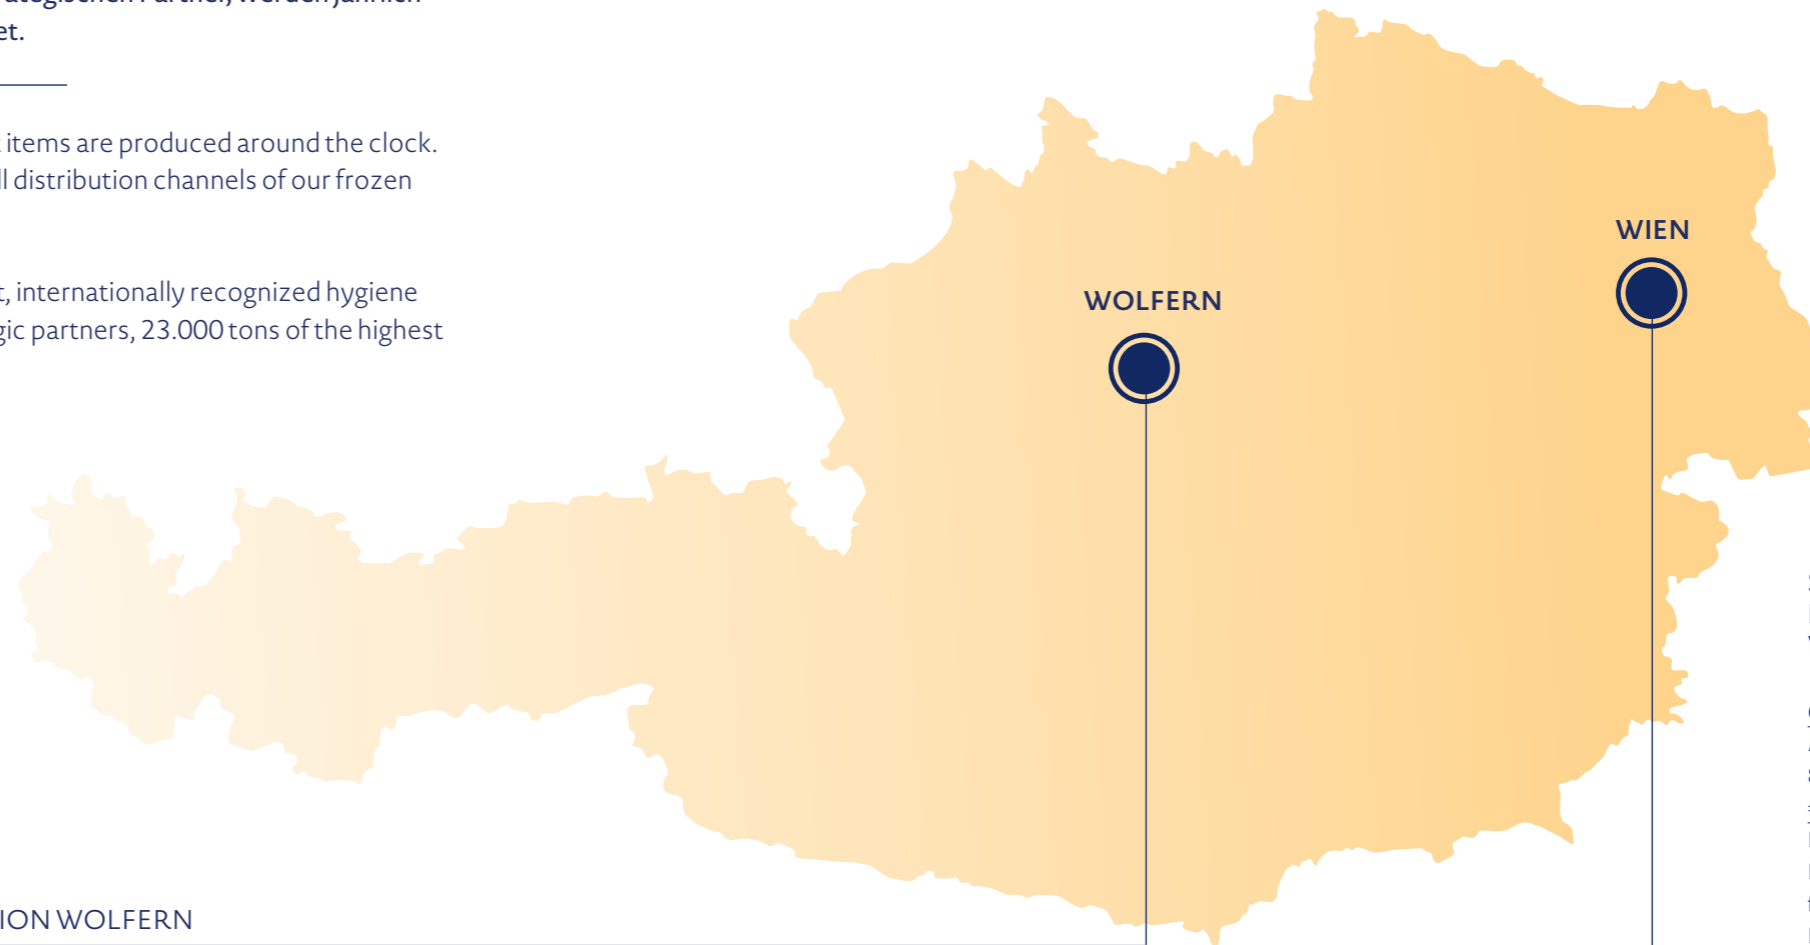 et.
items are produced around the clock.
ll distribution channels of our frozen
t, internationally recognized hygiene
gic partners, 23.000 tons of the highest
WIEN
WOLFERN
ION WOLFERN